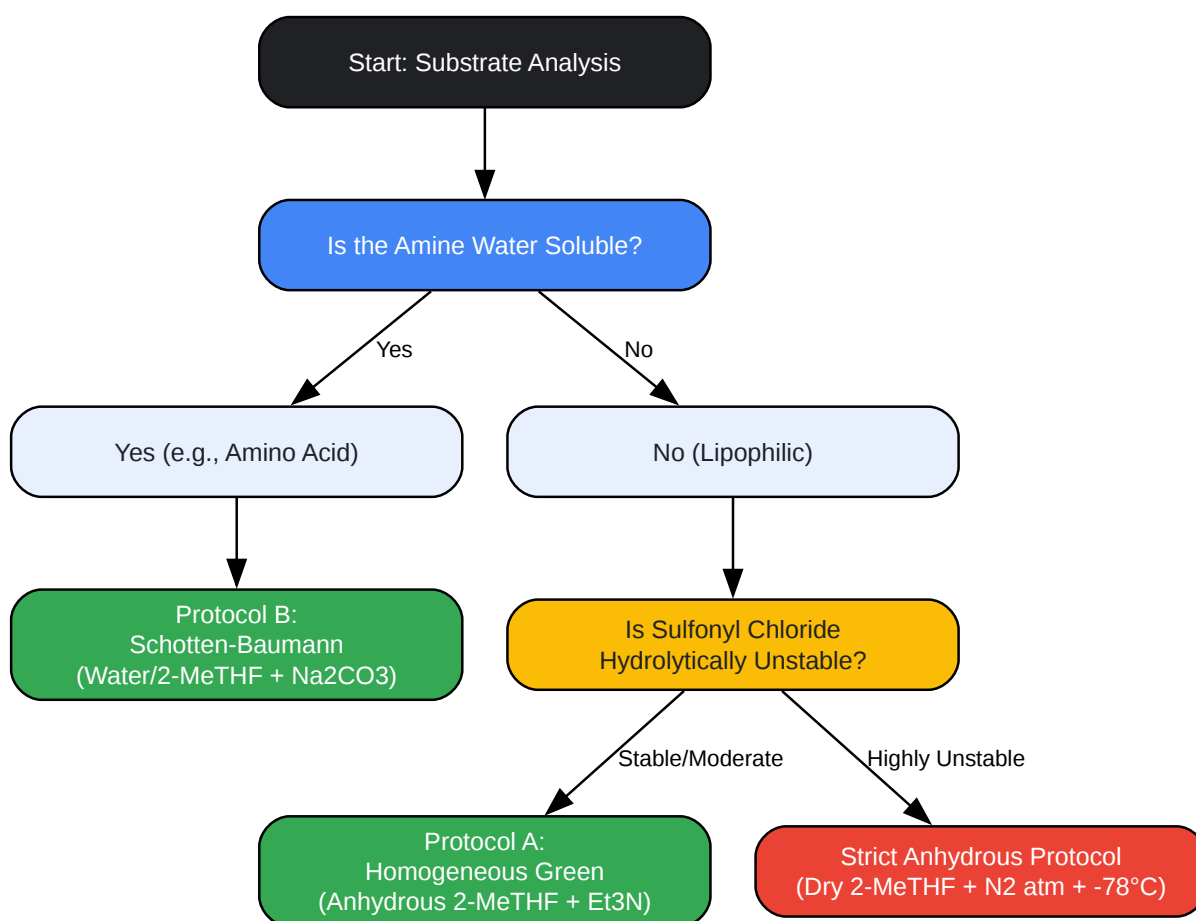 Start: Substrate Analysis
Is the Amine Water Soluble?
Yes
No
Yes (e.g., Amino Acid)
No (Lipophilic)
Protocol B:
Schotten-Baumann
(Water/2-MeTHF + Na2CO3)
Is Sulfonyl Chloride
Hydrolytically Unstable?
Stable/Moderate
Highly Unstable
Protocol A:
Homogeneous Green
(Anhydrous 2-MeTHF + Et3N)
Strict Anhydrous Protocol
(Dry 2-MeTHF + N2 atm + -78°C)